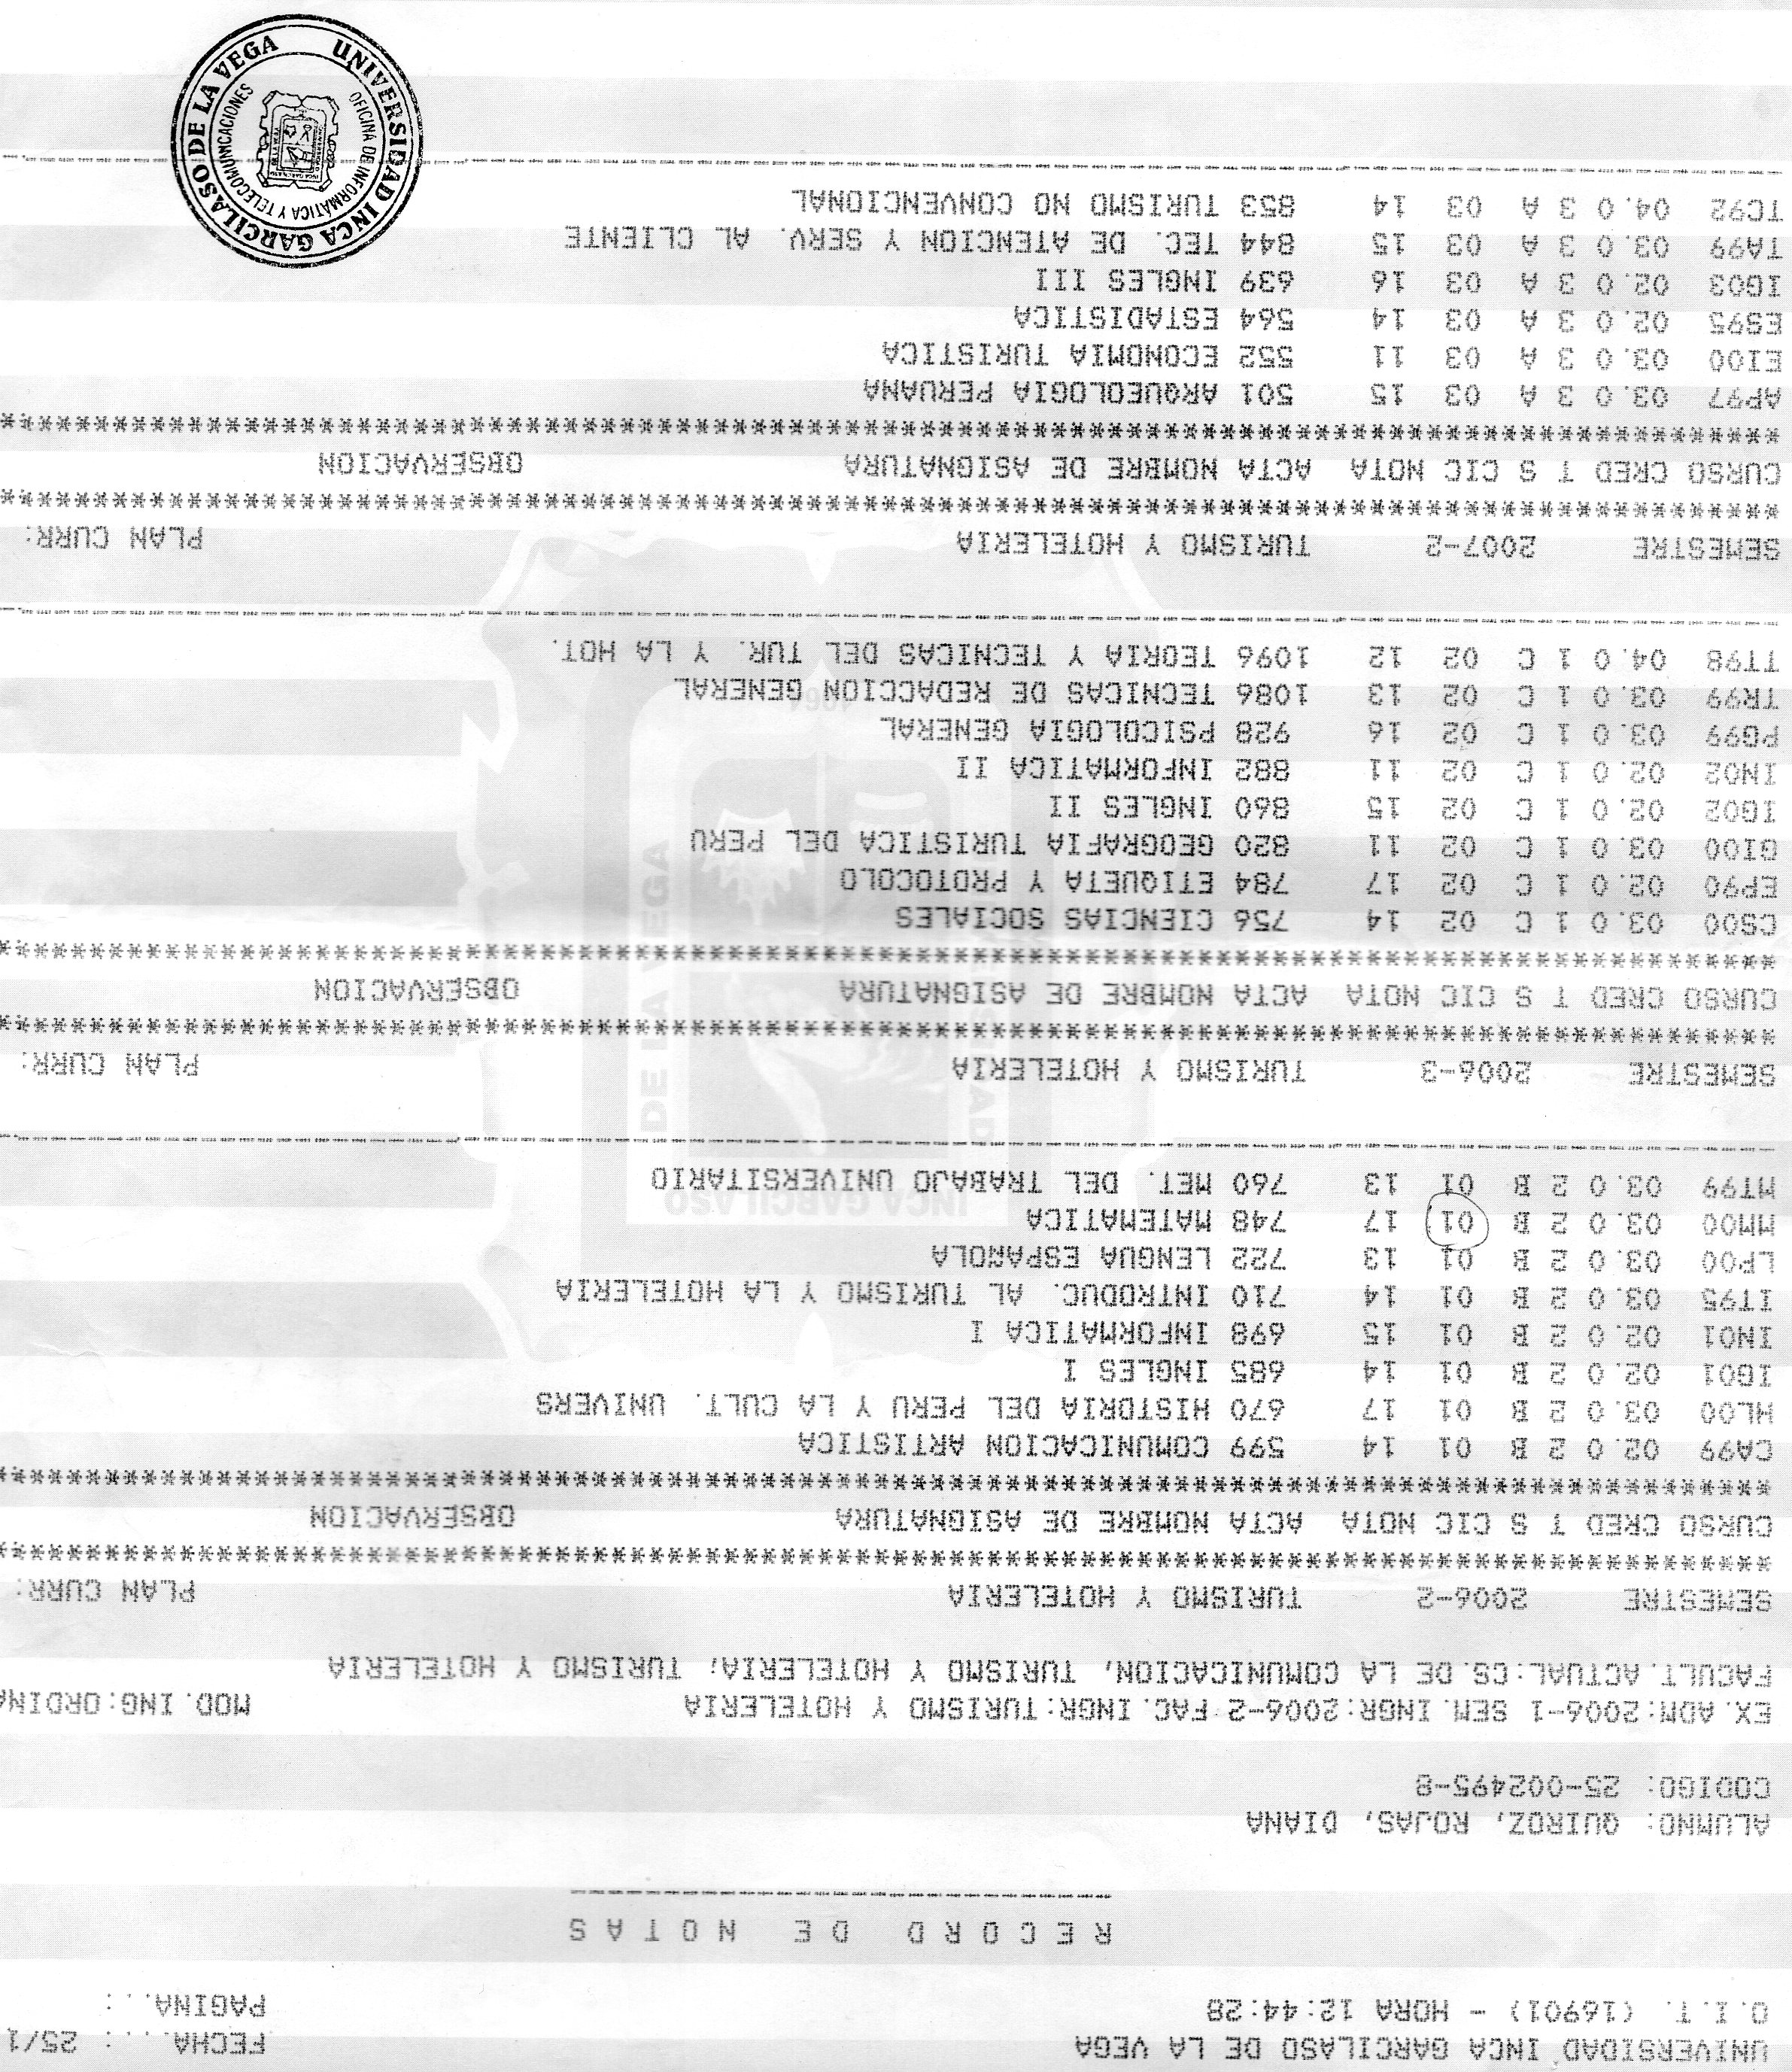 UNIVERSIDAD INCA GARCILASO DE LA VEGA FECHA...: 25/1
O.I.T. (16901) - HORA 12:44:28 PAGINA...:
R E C O R D   D E   N O T A S
ALUMNO: QUIROZ, ROJAS, DIANA
CODIGO: 25-002495-8
EX.ADM:2006-1 SEM.INGR:2006-2 FAC.INGR:TURISMO Y HOTELERIA MOD.ING:ORDINA
FACULT.ACTUAL:CS.DE LA COMUNICACION, TURISMO Y HOTELERIA; TURISMO Y HOTELERIA
SEMESTRE 2006-2 TURISMO Y HOTELERIA PLAN CURR:
CURSO CRED T S CIC NOTA ACTA NOMBRE DE ASIGNATURA OBSERVACION
CA99 02.0 2 B 01 14 599 COMUNICACION ARTISTICA
HL00 03.0 2 B 01 17 670 HISTORIA DEL PERU Y LA CULT. UNIVERS
IG01 02.0 2 B 01 14 685 INGLES I
IN01 02.0 2 B 01 15 698 INFORMATICA I
IT95 03.0 2 B 01 14 710 INTRODUC. AL TURISMO Y LA HOTELERIA
LF00 03.0 2 B 01 13 722 LENGUA ESPAÑOLA
MM00 03.0 2 B 01 17 748 MATEMATICA
MT99 03.0 2 B 01 13 760 MET. DEL TRABAJO UNIVERSITARIO
SEMESTRE 2006-3 TURISMO Y HOTELERIA PLAN CURR:
CURSO CRED T S CIC NOTA ACTA NOMBRE DE ASIGNATURA OBSERVACION
CS00 03.0 1 C 02 14 756 CIENCIAS SOCIALES
EP90 02.0 1 C 02 17 784 ETIQUETA Y PROTOCOLO
GI00 03.0 1 C 02 11 820 GEOGRAFIA TURISTICA DEL PERU
IG02 02.0 1 C 02 15 860 INGLES II
IN02 02.0 1 C 02 11 882 INFORMATICA II
PG99 03.0 1 C 02 16 928 PSICOLOGIA GENERAL
TR99 03.0 1 C 02 13 1086 TECNICAS DE REDACCION GENERAL
TT98 04.0 1 C 02 12 1096 TEORIA Y TECNICAS DEL TUR. Y LA HOT.
SEMESTRE 2007-2 TURISMO Y HOTELERIA PLAN CURR:
CURSO CRED T S CIC NOTA ACTA NOMBRE DE ASIGNATURA OBSERVACION
AP97 03.0 3 A 03 15 501 ARQUEOLOGIA PERUANA
EI00 03.0 3 A 03 11 552 ECONOMIA TURISTICA
ES95 02.0 3 A 03 14 564 ESTADISTICA
IG03 02.0 3 A 03 16 639 INGLES III
TA99 03.0 3 A 03 15 844 TEC. DE ATENCION Y SERV. AL CLIENTE
TC92 04.0 3 A 03 14 853 TURISMO NO CONVENCIONAL
UNIVERSIDAD INCA GARCILASO DE LA VEGA
OFICINA DE INFORMÁTICA Y TELECOMUNICACIONES
INCA GARCILASO
DE LA VEGA
1964